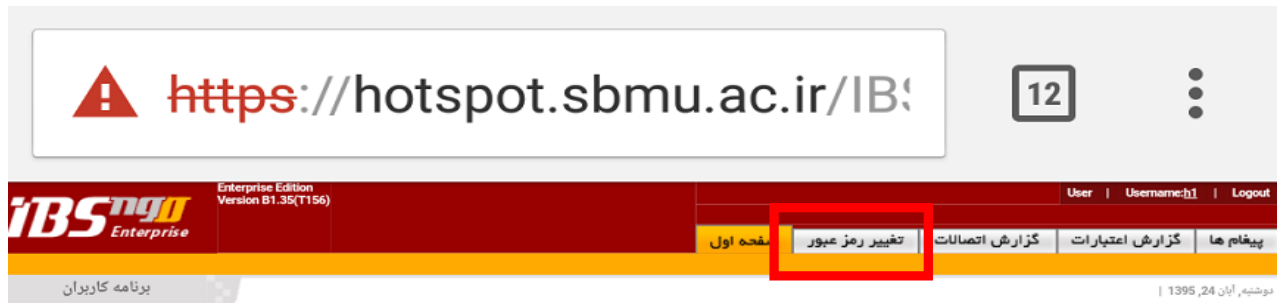 https://hotspot.sbmu.ac.ir/IBS
12
IBSng
Enterprise
Enterprise Edition
Version B1.35(T156)
User | Username:h1 | Logout
صفحه اول
تغییر رمز عبور
گزارش اتصالات
گزارش اعتبارات
پیغام ها
برنامه کاربران
دوشنبه, آبان 24, 1395 |